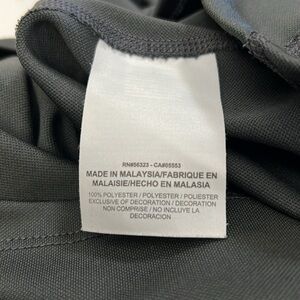 RN#56323 - CA#05553
MADE IN MALAYSIA/FABRIQUE EN
MALAISIE/HECHO EN MALASIA
100% POLYESTER / POLYESTER / POLIESTER
EXCLUSIVE OF DECORATION / DECORATION
NON COMPRISE / NO INCLUYE LA
DECORACION